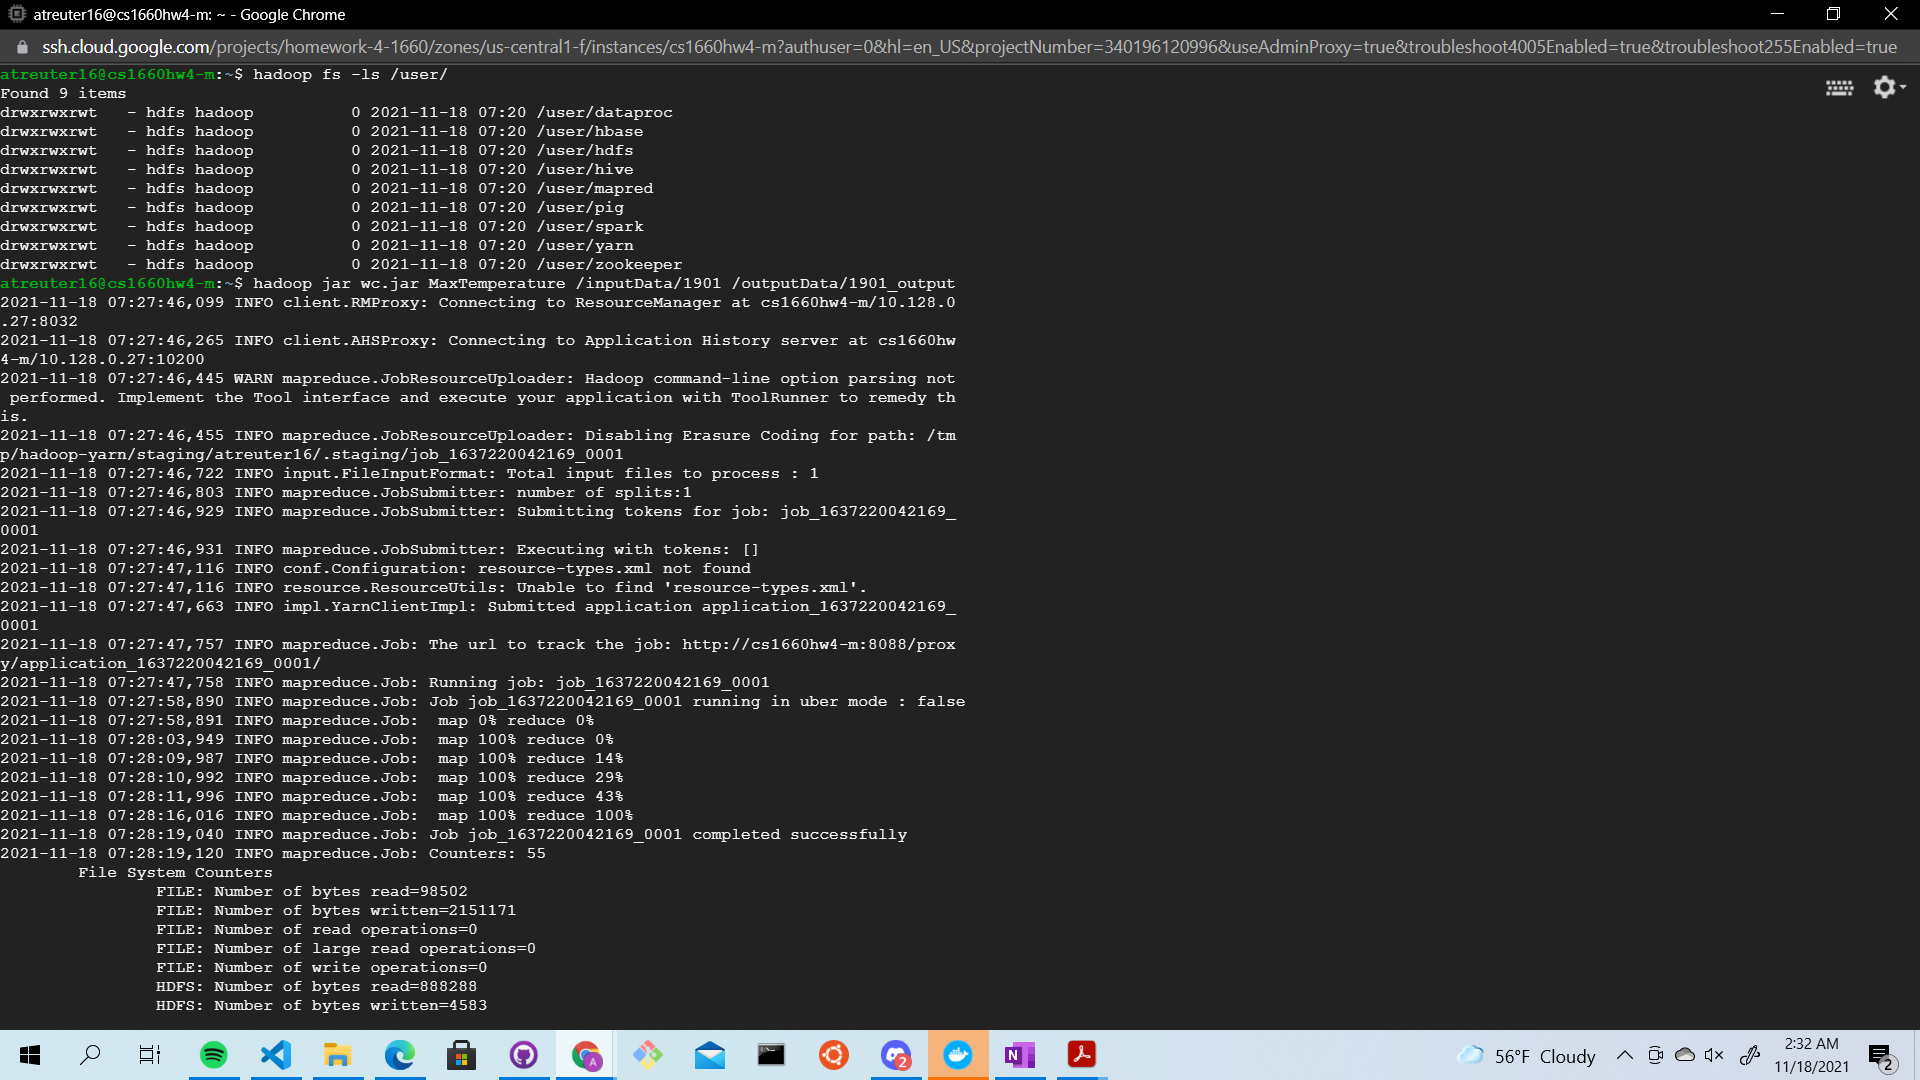 atreuter16@cs1660hw4-m: ~ - Google Chrome
ssh.cloud.google.com/projects/homework-4-1660/zones/us-central1-f/instances/cs1660hw4-m?authuser=0&hl=en_US&projectNumber=340196120996&useAdminProxy=true&troubleshoot4005Enabled=true&troubleshoot255Enabled=true
atreuter16@cs1660hw4-m:~$ hadoop fs -ls /user/
Found 9 items
drwxrwxrwt   - hdfs hadoop          0 2021-11-18 07:20 /user/dataproc
drwxrwxrwt   - hdfs hadoop          0 2021-11-18 07:20 /user/hbase
drwxrwxrwt   - hdfs hadoop          0 2021-11-18 07:20 /user/hdfs
drwxrwxrwt   - hdfs hadoop          0 2021-11-18 07:20 /user/hive
drwxrwxrwt   - hdfs hadoop          0 2021-11-18 07:20 /user/mapred
drwxrwxrwt   - hdfs hadoop          0 2021-11-18 07:20 /user/pig
drwxrwxrwt   - hdfs hadoop          0 2021-11-18 07:20 /user/spark
drwxrwxrwt   - hdfs hadoop          0 2021-11-18 07:20 /user/yarn
drwxrwxrwt   - hdfs hadoop          0 2021-11-18 07:20 /user/zookeeper
atreuter16@cs1660hw4-m:~$ hadoop jar wc.jar MaxTemperature /inputData/1901 /outputData/1901_output
2021-11-18 07:27:46,099 INFO client.RMProxy: Connecting to ResourceManager at cs1660hw4-m/10.128.0
.27:8032
2021-11-18 07:27:46,265 INFO client.AHSProxy: Connecting to Application History server at cs1660hw
4-m/10.128.0.27:10200
2021-11-18 07:27:46,445 WARN mapreduce.JobResourceUploader: Hadoop command-line option parsing not
 performed. Implement the Tool interface and execute your application with ToolRunner to remedy th
is.
2021-11-18 07:27:46,455 INFO mapreduce.JobResourceUploader: Disabling Erasure Coding for path: /tm
p/hadoop-yarn/staging/atreuter16/.staging/job_1637220042169_0001
2021-11-18 07:27:46,722 INFO input.FileInputFormat: Total input files to process : 1
2021-11-18 07:27:46,803 INFO mapreduce.JobSubmitter: number of splits:1
2021-11-18 07:27:46,929 INFO mapreduce.JobSubmitter: Submitting tokens for job: job_1637220042169_
0001
2021-11-18 07:27:46,931 INFO mapreduce.JobSubmitter: Executing with tokens: []
2021-11-18 07:27:47,116 INFO conf.Configuration: resource-types.xml not found
2021-11-18 07:27:47,116 INFO resource.ResourceUtils: Unable to find 'resource-types.xml'.
2021-11-18 07:27:47,663 INFO impl.YarnClientImpl: Submitted application application_1637220042169_
0001
2021-11-18 07:27:47,757 INFO mapreduce.Job: The url to track the job: http://cs1660hw4-m:8088/prox
y/application_1637220042169_0001/
2021-11-18 07:27:47,758 INFO mapreduce.Job: Running job: job_1637220042169_0001
2021-11-18 07:27:58,890 INFO mapreduce.Job: Job job_1637220042169_0001 running in uber mode : false
2021-11-18 07:27:58,891 INFO mapreduce.Job:  map 0% reduce 0%
2021-11-18 07:28:03,949 INFO mapreduce.Job:  map 100% reduce 0%
2021-11-18 07:28:09,987 INFO mapreduce.Job:  map 100% reduce 14%
2021-11-18 07:28:10,992 INFO mapreduce.Job:  map 100% reduce 29%
2021-11-18 07:28:11,996 INFO mapreduce.Job:  map 100% reduce 43%
2021-11-18 07:28:16,016 INFO mapreduce.Job:  map 100% reduce 100%
2021-11-18 07:28:19,040 INFO mapreduce.Job: Job job_1637220042169_0001 completed successfully
2021-11-18 07:28:19,120 INFO mapreduce.Job: Counters: 55
        File System Counters
                FILE: Number of bytes read=98502
                FILE: Number of bytes written=2151171
                FILE: Number of read operations=0
                FILE: Number of large read operations=0
                FILE: Number of write operations=0
                HDFS: Number of bytes read=888288
                HDFS: Number of bytes written=4583
56°F Cloudy
2:32 AM
11/18/2021
2
2
A
N